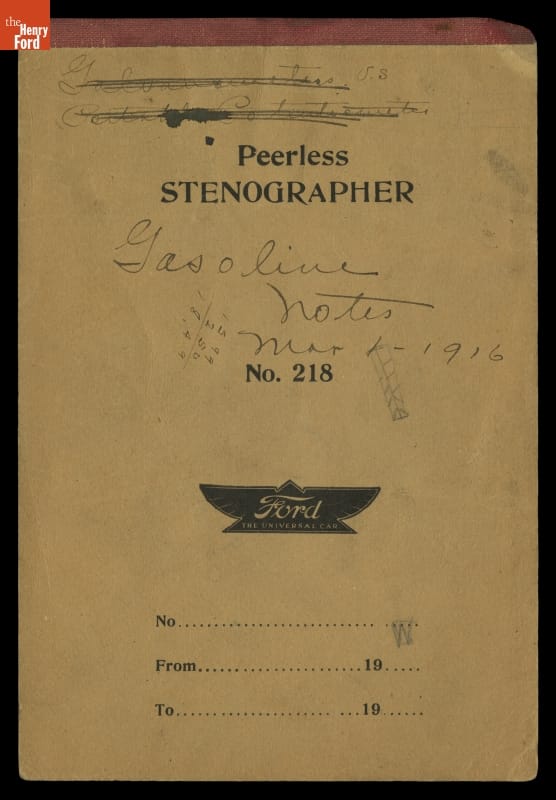 the
Henry
Ford
Galvanometers. V.S
Peerless
STENOGRAPHER
Gasoline
Notes
Mar 1 - 1916
No. 218
Ford
THE UNIVERSAL CAR
No.......................... .....
W
From.......................19.....
To..................... ...19......